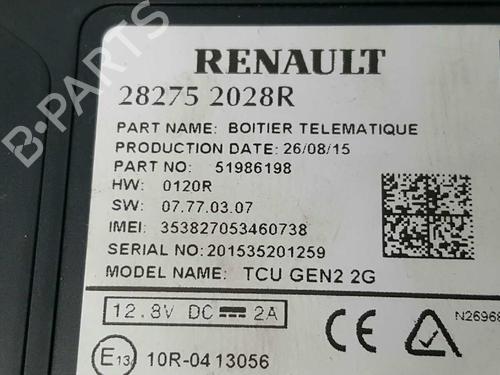 B-PARTS
RENAULT
28275 2028R
PART NAME: BOITIER TELEMATIQUE
PRODUCTION DATE: 26/08/15
PART NO: 51986198
HW: 0120R
SW: 07.77.03.07
IMEI: 353827053460738
SERIAL NO: 201535201259
MODEL NAME: TCU GEN2 2G
12.8V DC 2A
CE
N26968
E13
10R-0413056